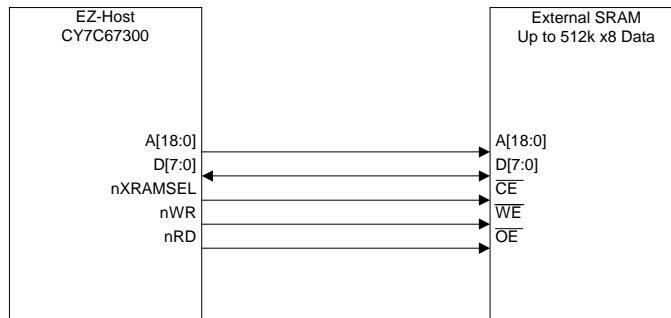 EZ-Host
CY7C67300
External SRAM
Up to 512k x8 Data
A[18:0]
A[18:0]
D[7:0]
D[7:0]
nXRAMSEL
CE
nWR
WE
nRD
OE